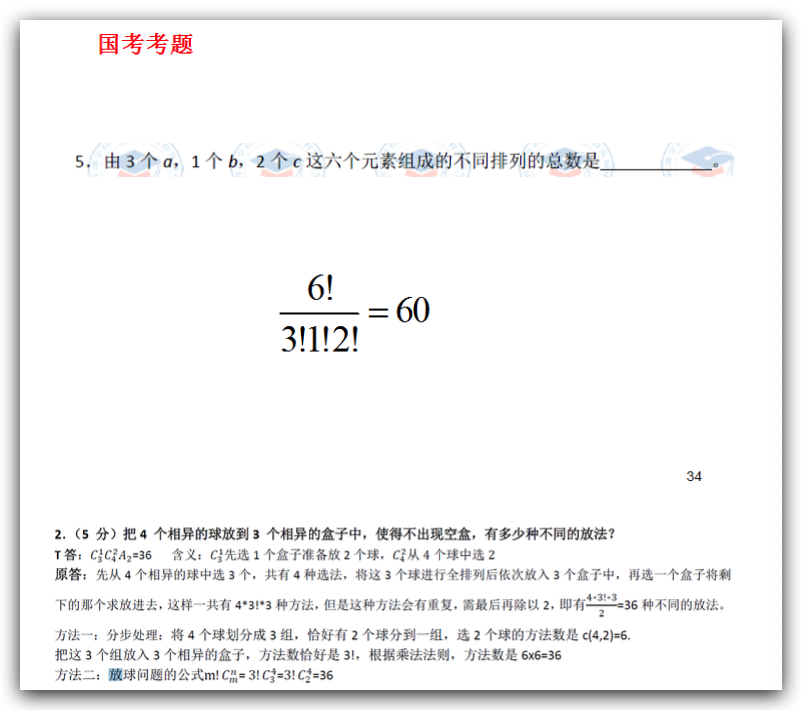 国考考题
5．由 3 个 a，1 个 b，2 个 c 这六个元素组成的不同排列的总数是____________。
6!
3!1!2!
= 60
34
2.（5 分）把 4 个相异的球放到 3 个相异的盒子中，使得不出现空盒，有多少种不同的放法？
T 答：C_3^1C_4^2A_2=36 含义：C_3^1先选 1 个盒子准备放 2 个球，C_4^2从 4 个球中选 2
原答：先从 4 个相异的球中选 3 个，共有 4 种选法，将这 3 个球进行全排列后依次放入 3 个盒子中，再选一个盒子将剩
下的那个求放进去，这样一共有 4*3!*3 种方法，但是这种方法会有重复，需最后再除以 2，即有4*3!*3/2=36 种不同的放法。
方法一：分步处理：将 4 个球划分成 3 组，恰好有 2 个球分到一组，选 2 个球的方法数是 c(4,2)=6.
把这 3 个组放入 3 个相异的盒子，方法数恰好是 3!，根据乘法法则，方法数是 6x6=36
方法二：放球问题的公式m! C_m^n= 3! C_3^4=3! C_2^4=36